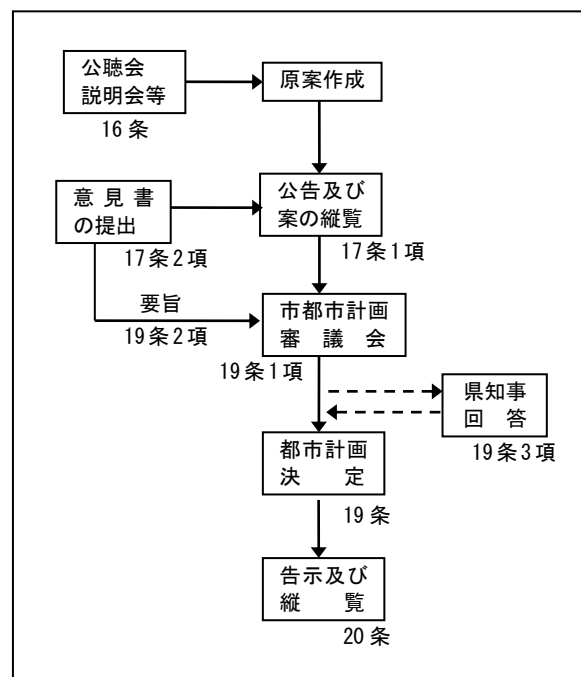 公聴会
説明会等
16条
原案作成
意見書
の提出
17条2項
公告及び
案の縦覧
17条1項
要旨
19条2項
市都市計画
審議会
19条1項
県知事
回答
19条3項
都市計画
決定
19条
告示及び
縦覧
20条